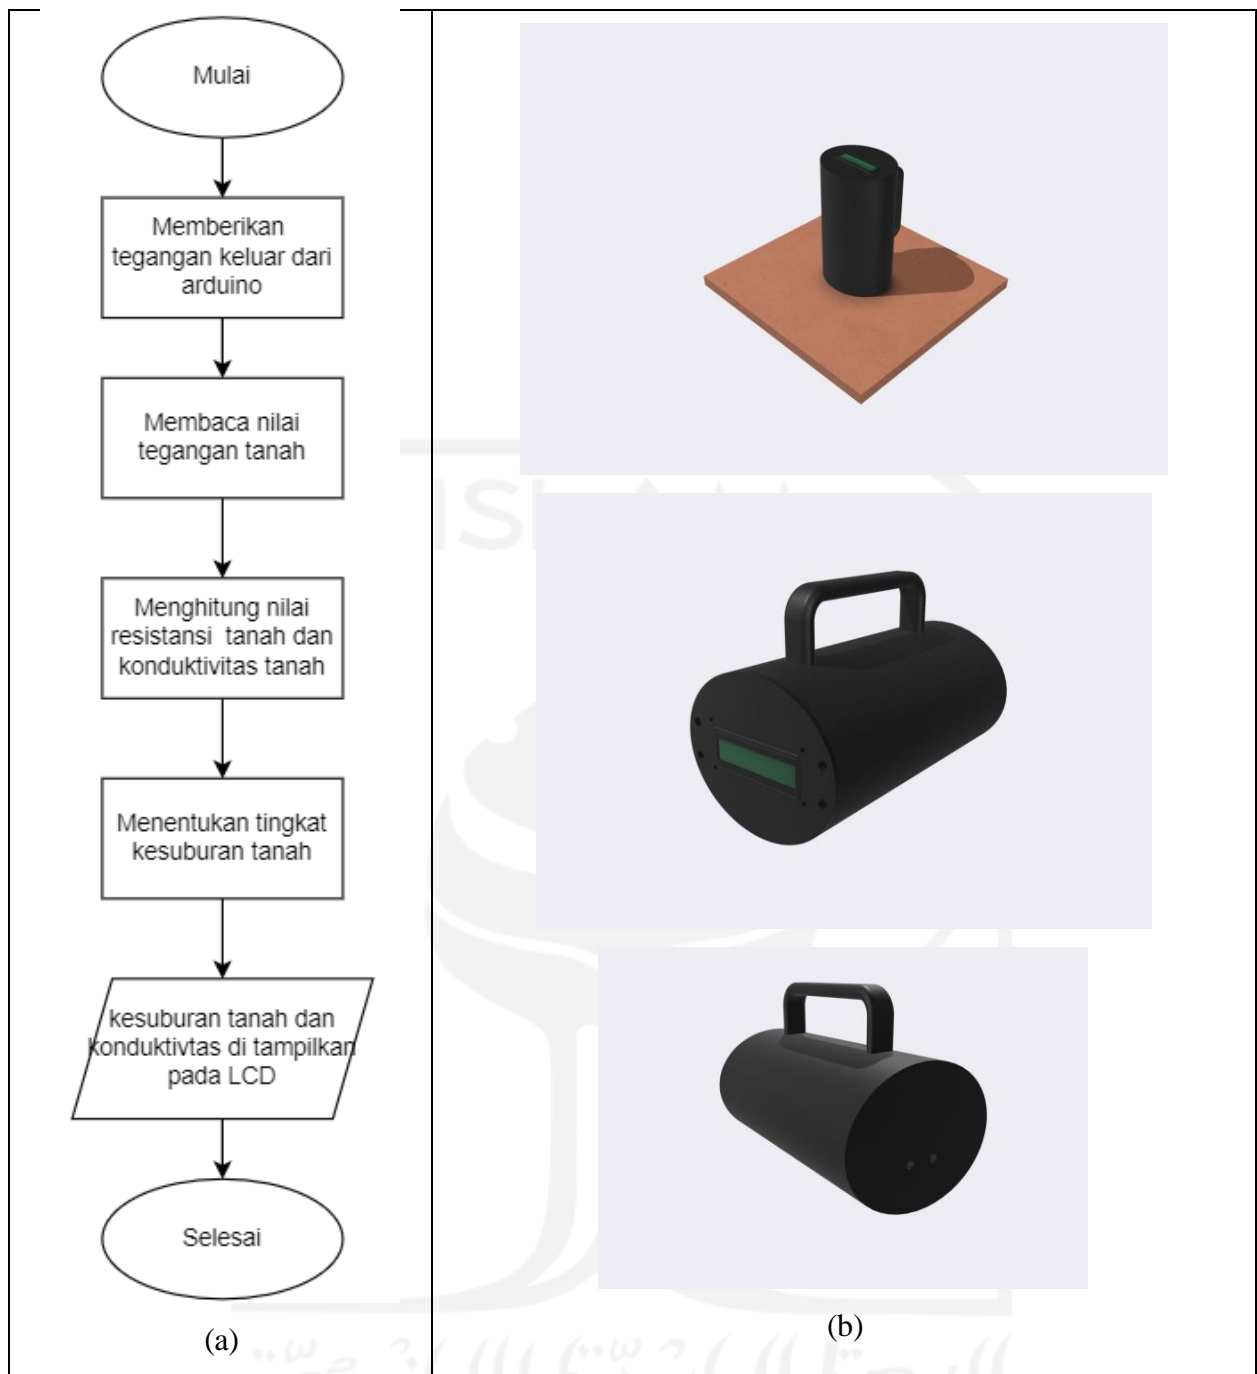 Mulai
Memberikan
tegangan keluar dari
arduino
Membaca nilai
tegangan tanah
Menghitung nilai
resistansi tanah dan
konduktivitas tanah
Menentukan tingkat
kesuburan tanah
kesuburan tanah dan
konduktivtas di tampilkan
pada LCD
Selesai
(a)
(b)